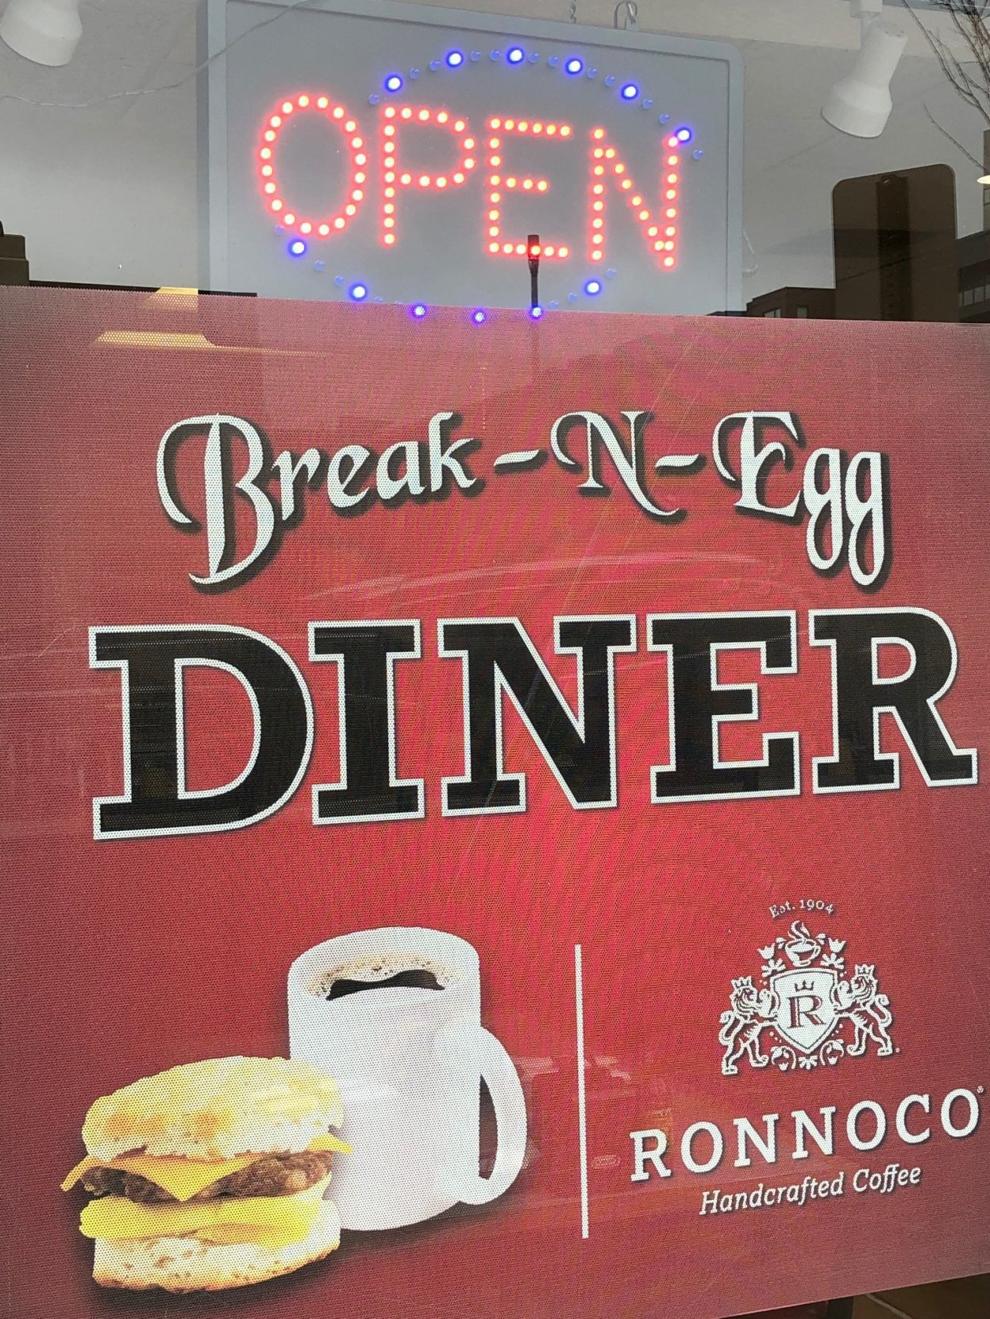 OPEN
Break-N-Egg
DINER
Est. 1904
R
RONNOCO®
Handcrafted Coffee